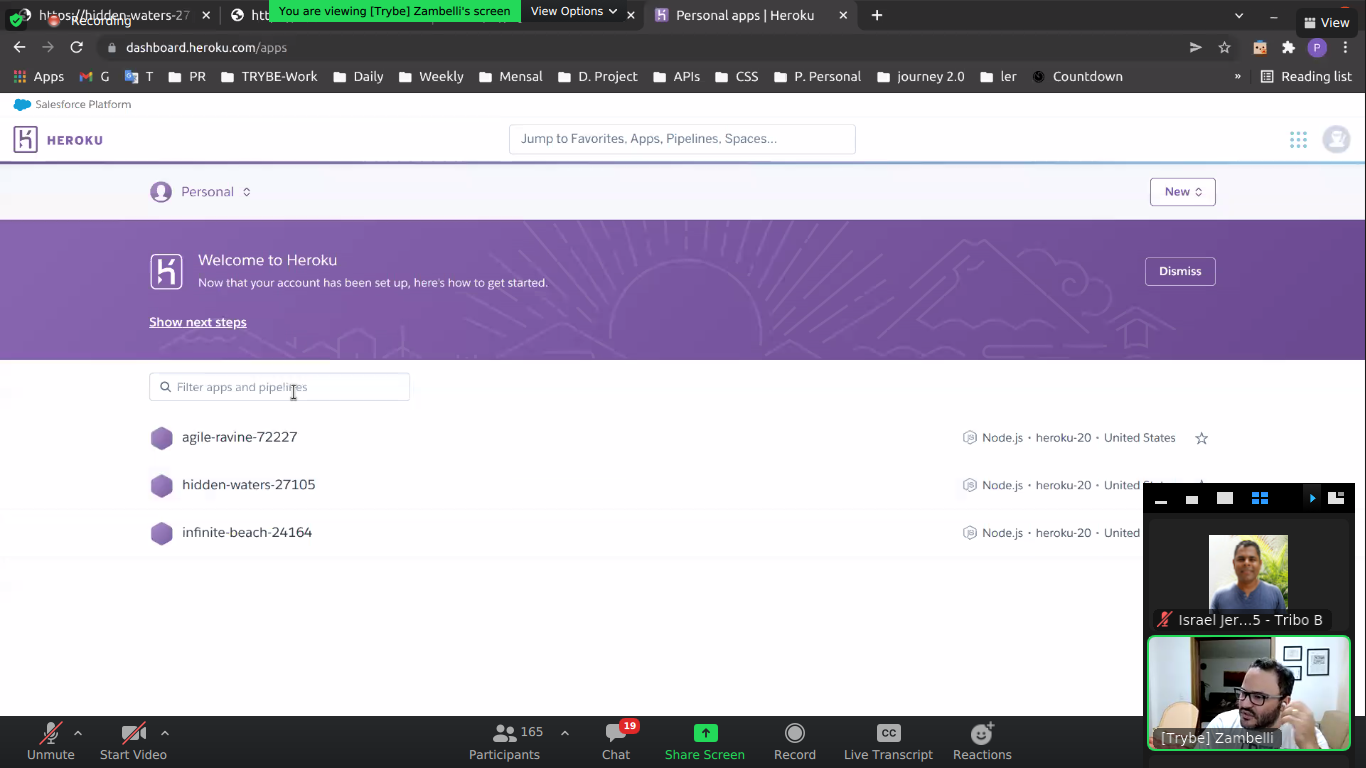 https://hidden-waters-27
Recording
You are viewing [Trybe] Zambelli's screen
View Options
Personal apps | Heroku
View
dashboard.heroku.com/apps
P
Apps
G
T
PR
TRYBE-Work
Daily
Weekly
Mensal
D. Project
APIs
CSS
P. Personal
journey 2.0
ler
Countdown
»
Reading list
Salesforce Platform
HEROKU
Jump to Favorites, Apps, Pipelines, Spaces...
Personal
New
Welcome to Heroku
Now that your account has been set up, here's how to get started.
Dismiss
Show next steps
Filter apps and pipelines
agile-ravine-72227
Node.js • heroku-20 • United States
hidden-waters-27105
Node.js • heroku-20 • United
infinite-beach-24164
Node.js • heroku-20 • United
Israel Jer...5 - Tribo B
[Trybe] Zambelli
Unmute
Start Video
165
Participants
19
Chat
Share Screen
Record
CC
Live Transcript
Reactions